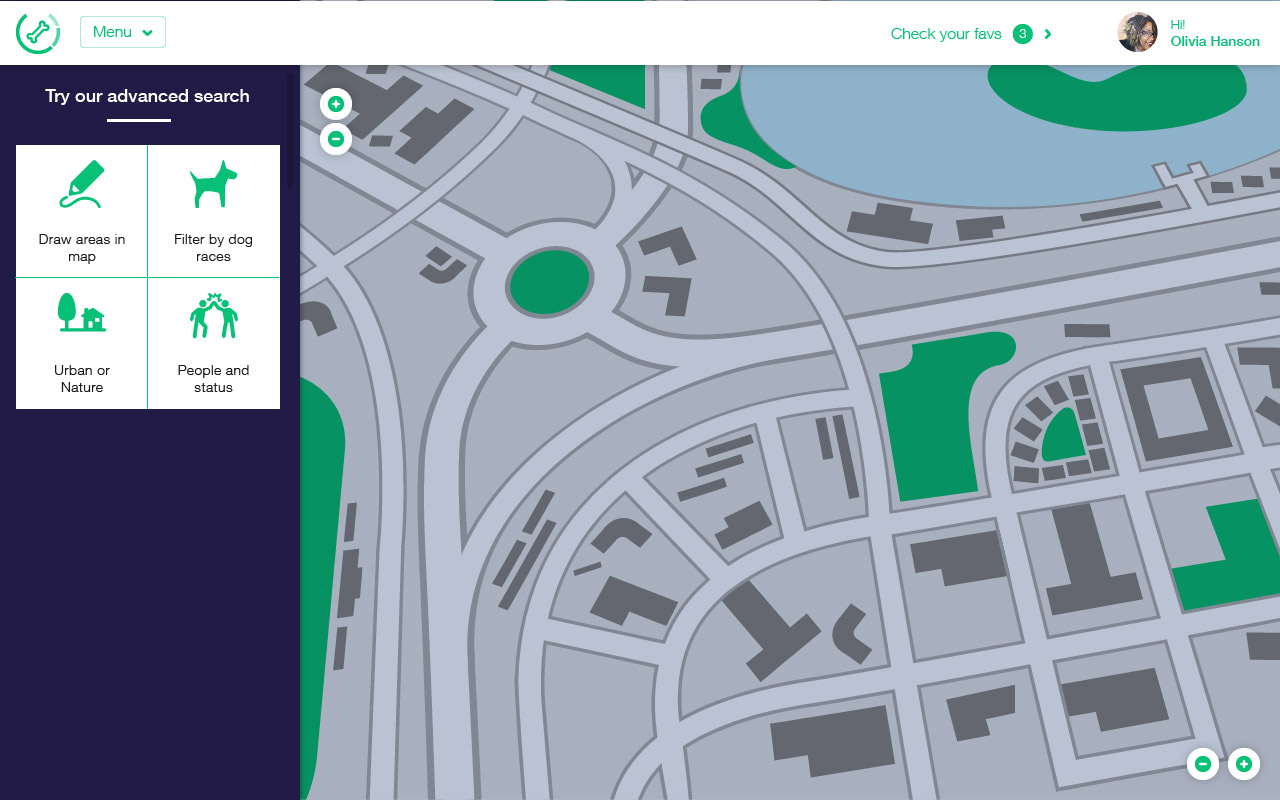 Menu
Check your favs 3
Hi!
Olivia Hanson
Try our advanced search
Draw areas in
map
Filter by dog
races
Urban or
Nature
People and
status